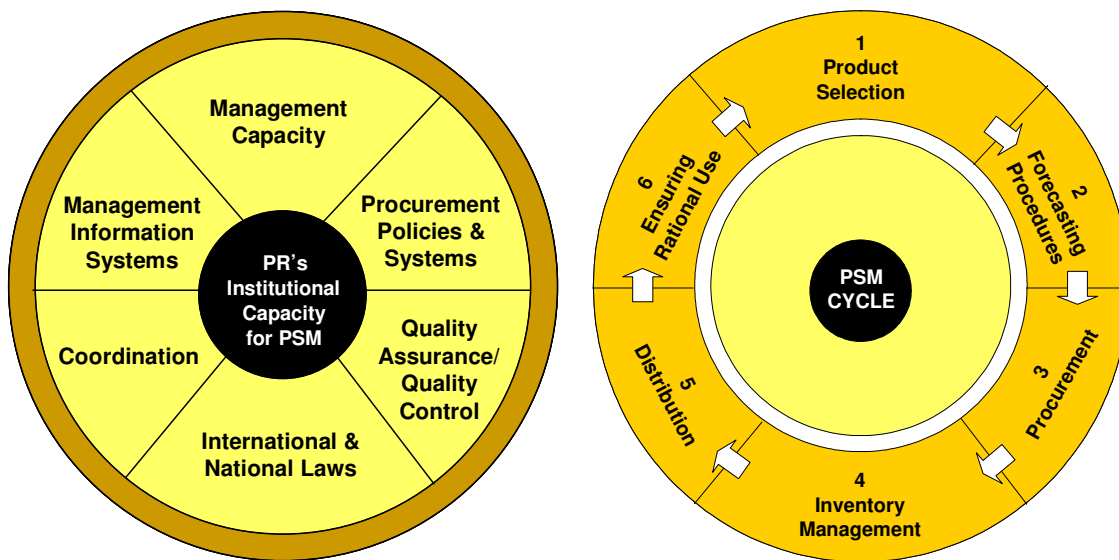 Management
Capacity
Procurement
Policies &
Systems
Quality
Assurance/
Quality
Control
International &
National Laws
Coordination
Management
Information
Systems
PR’s
Institutional
Capacity
for PSM
1
Product
Selection
2
Forecasting
Procedures
3
Procurement
4
Inventory
Management
5
Distribution
6
Ensuring
Rational Use
PSM
CYCLE